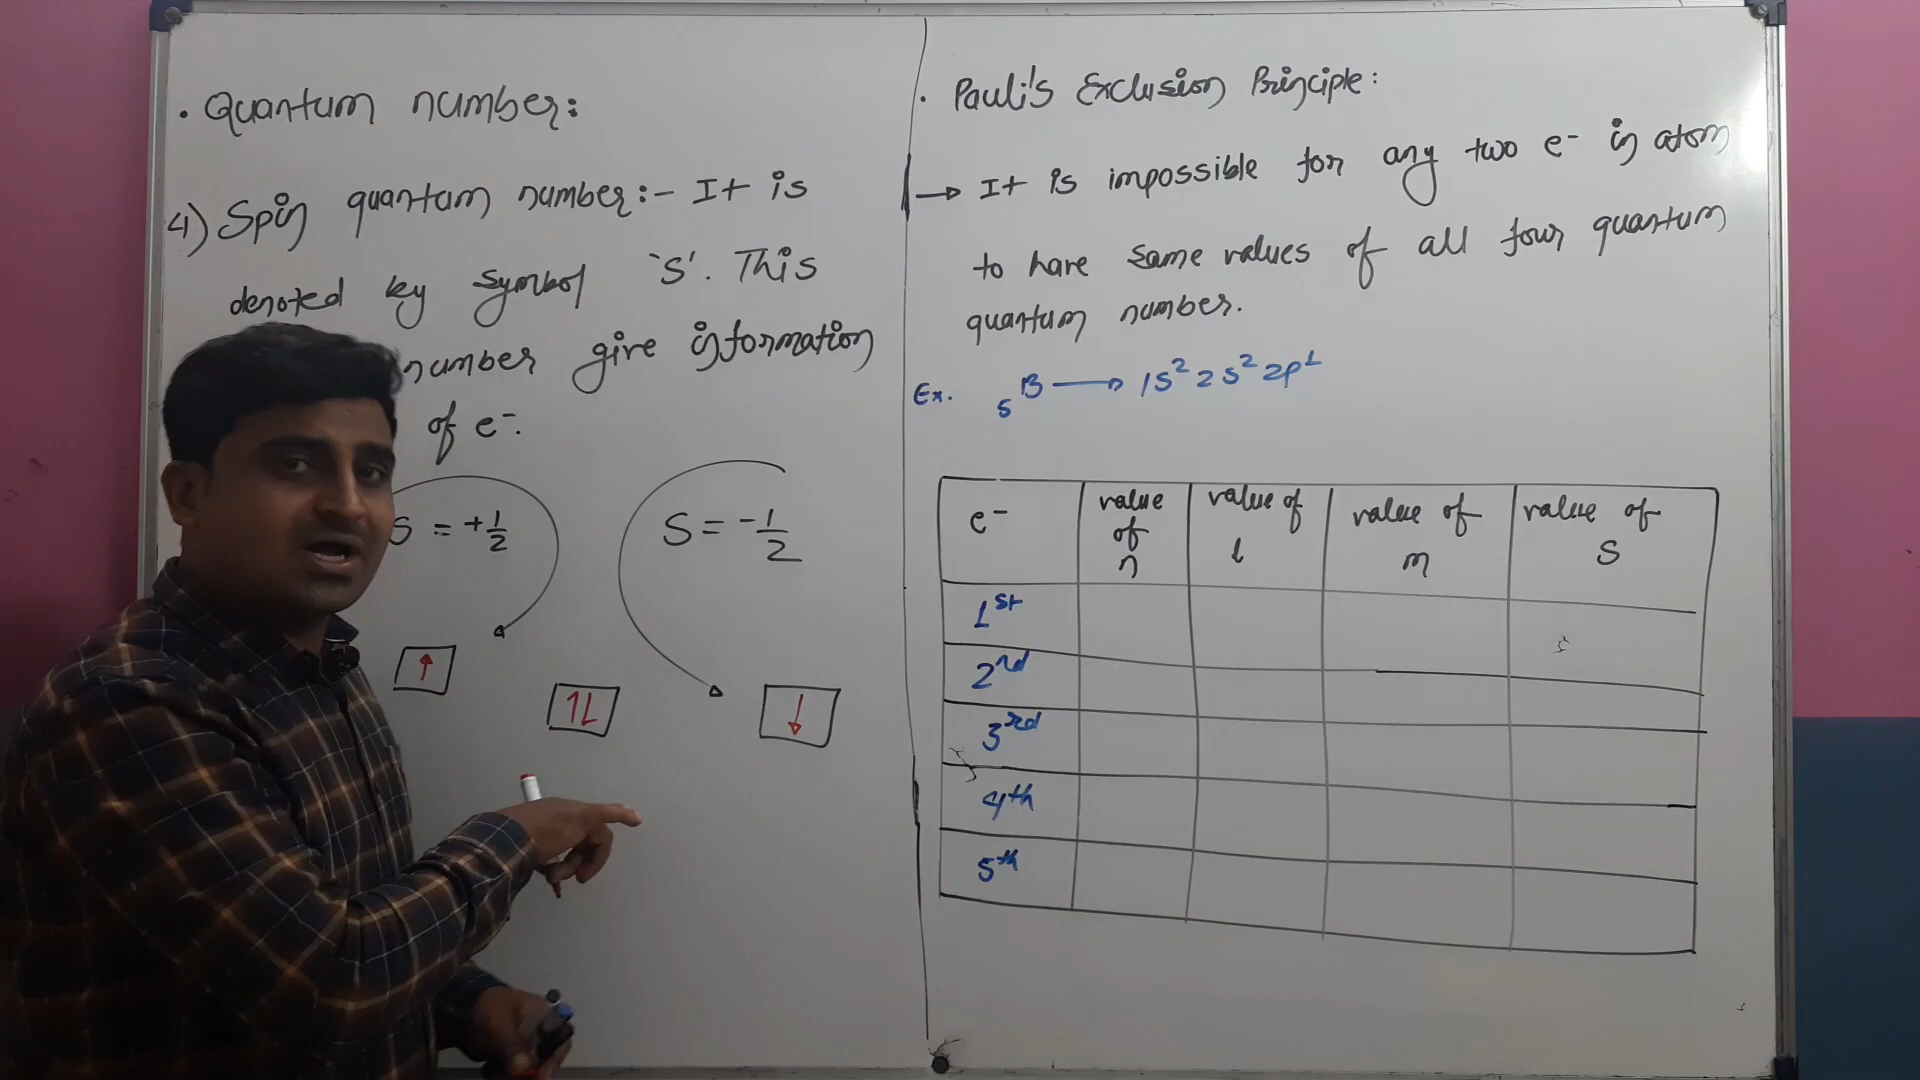 • Quantum number:
4) Spin quantum number:- It is
denoted by symbol 's'. This
number give information
of e⁻.
S = +1/2
S = -1/2
↑
1L
↓
• Pauli's Exclusion Principle:
→ It is impossible for any two e⁻ in atom
to have same values of all four quantum
quantum number.
Ex. ₅B ⟶ 1s² 2s² 2p¹
e⁻ value of n value of l value of m value of s
1st
2rd
3rd
4th
5th